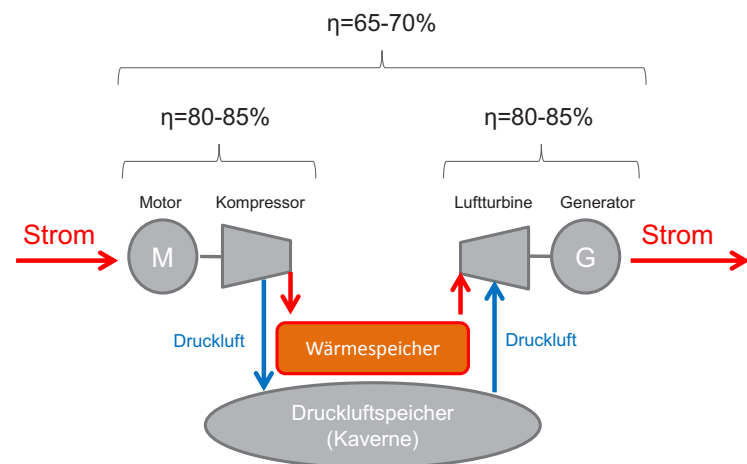 η=65-70%
η=80-85%
η=80-85%
Motor
Kompressor
Luftturbine
Generator
Strom
M
G
Strom
Druckluft
Wärmespeicher
Druckluft
Druckluftspeicher
(Kaverne)